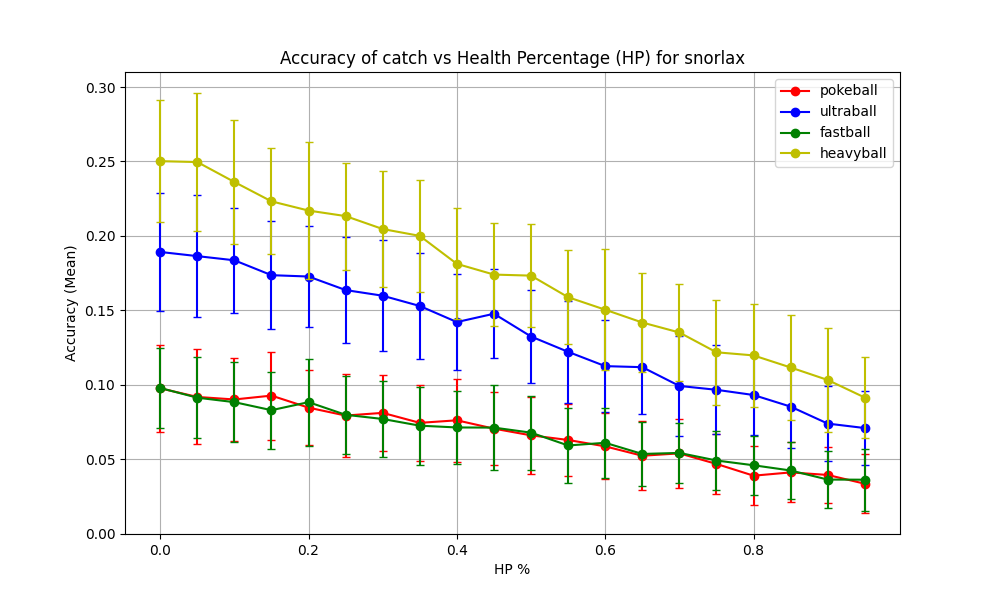 Accuracy of catch vs Health Percentage (HP) for snorlax
pokeball
ultraball
fastball
heavyball
Accuracy (Mean)
0.30
0.25
0.20
0.15
0.10
0.05
0.00
0.0 0.2 0.4 0.6 0.8
HP %